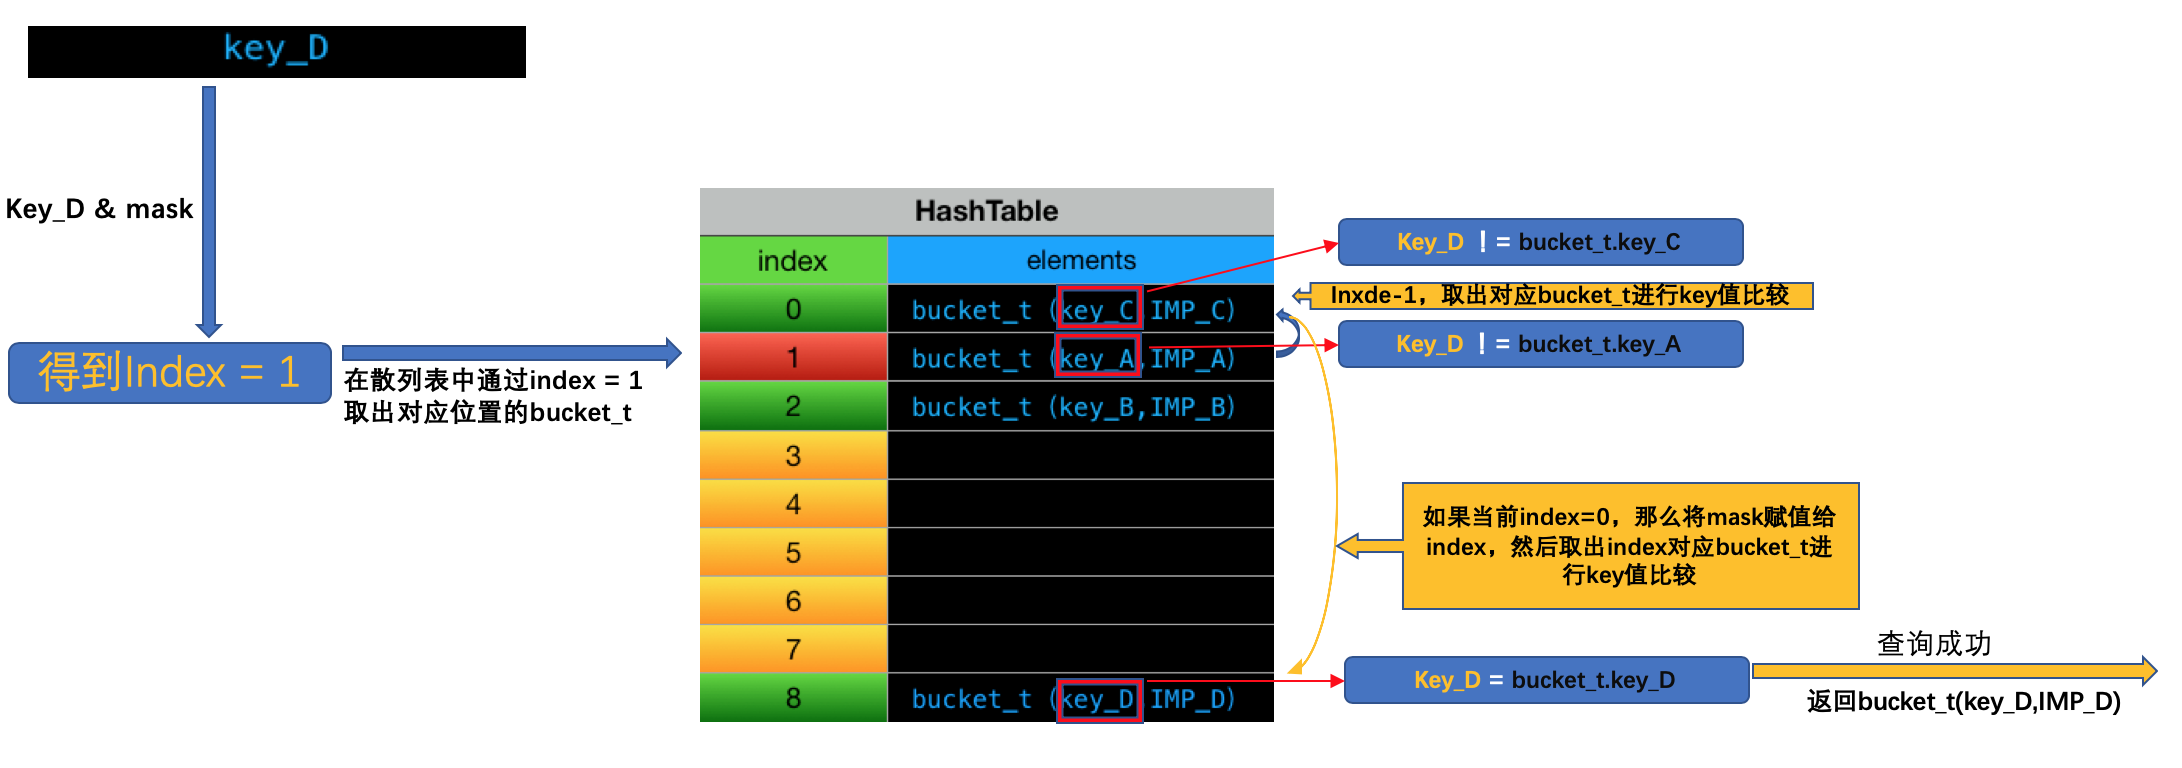 key_D
Key_D & mask
得到Index = 1
在散列表中通过index = 1
取出对应位置的bucket_t
HashTable
index elements
0 bucket_t (key_C,IMP_C)
1 bucket_t (key_A,IMP_A)
2 bucket_t (key_B,IMP_B)
3
4
5
6
7
8 bucket_t (key_D,IMP_D)
Key_D ！= bucket_t.key_C
Inxde-1，取出对应bucket_t进行key值比较
Key_D ！= bucket_t.key_A
如果当前index=0，那么将mask赋值给
index，然后取出index对应bucket_t进
行key值比较
Key_D = bucket_t.key_D
查询成功
返回bucket_t(key_D,IMP_D)